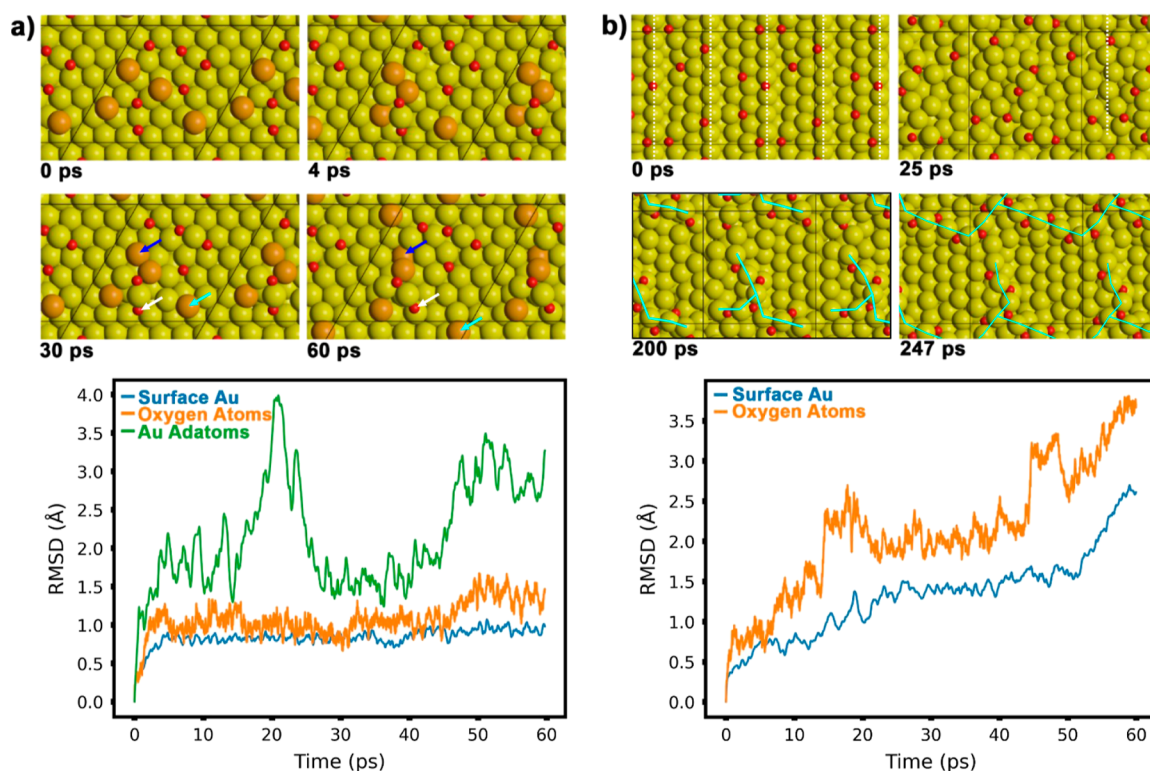 a)
0 ps
4 ps
30 ps
60 ps
Surface Au
Oxygen Atoms
Au Adatoms
4.0
3.5
3.0
2.5
2.0
1.5
1.0
0.5
0.0
RMSD (Å)
0 10 20 30 40 50 60
Time (ps)
b)
0 ps
25 ps
200 ps
247 ps
Surface Au
Oxygen Atoms
3.5
3.0
2.5
2.0
1.5
1.0
0.5
0.0
RMSD (Å)
0 10 20 30 40 50 60
Time (ps)